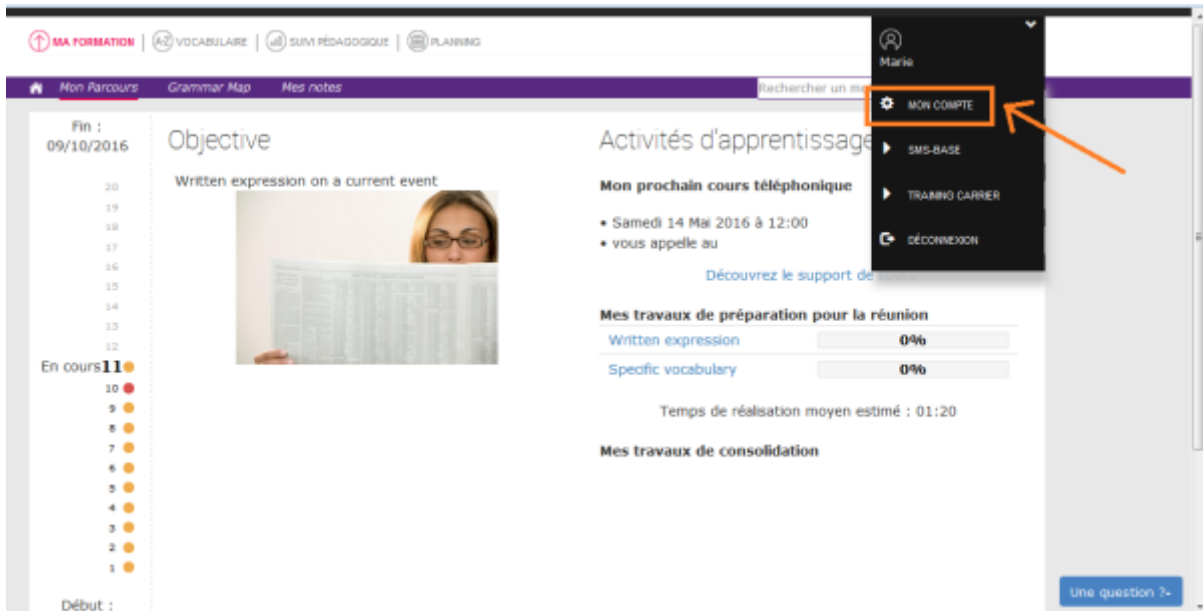 MA FORMATION
A-Z VOCABULAIRE
SUIVI PÉDAGOGIQUE
PLANNING
Marie
Mon Parcours
Grammar Map
Mes notes
Rechercher un
MON COMPTE
SMS-BASE
TRAINING CARRIER
DÉCONNEXION
Fin :
09/10/2016
20
19
18
17
16
15
14
13
12
En cours 11
10
9
8
7
6
5
4
3
2
1
Début :
Objective
Written expression on a current event
Activités d'apprentissage
Mon prochain cours téléphonique
• Samedi 14 Mai 2016 à 12:00
• vous appelle au
Découvrez le support de
Mes travaux de préparation pour la réunion
Written expression 0%
Specific vocabulary 0%
Temps de réalisation moyen estimé : 01:20
Mes travaux de consolidation
Une question ?